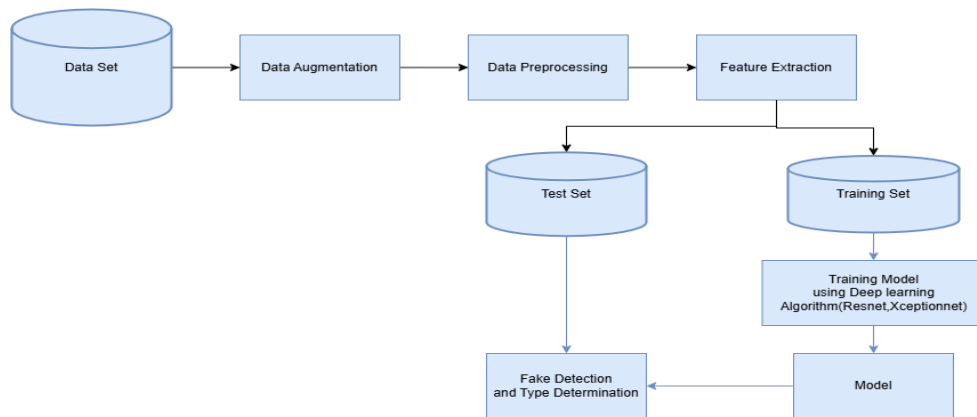 Data Set
Data Augmentation
Data Preprocessing
Feature Extraction
Test Set
Training Set
Training Model
using Deep learning
Algorithm(Resnet,Xceptionnet)
Fake Detection
and Type Determination
Model